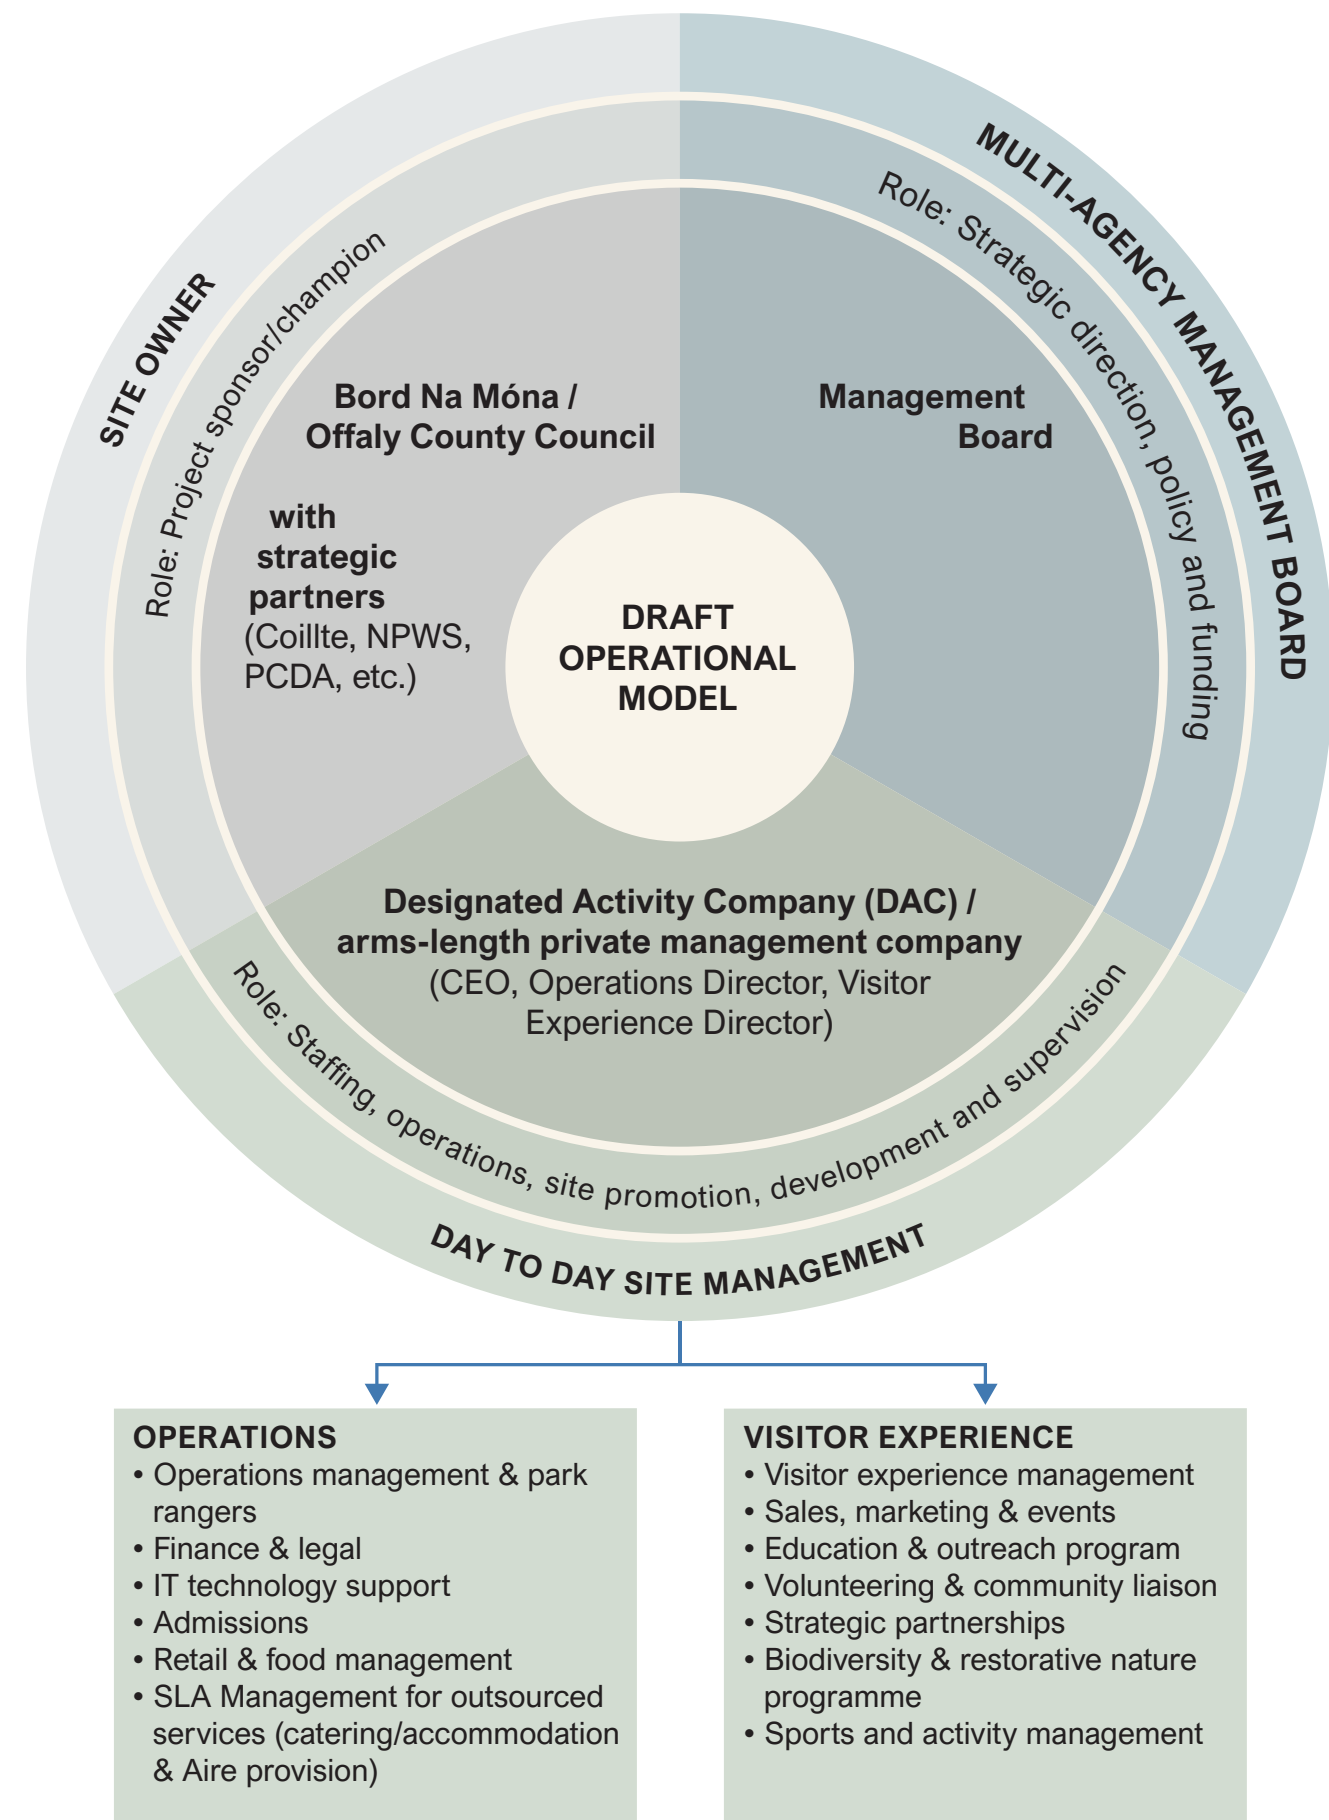 SITE OWNER
Role: Project sponsor/champion
Bord Na Móna /
Offaly County Council
with
strategic
partners
(Coillte, NPWS,
PCDA, etc.)
MULTI-AGENCY MANAGEMENT BOARD
Role: Strategic direction, policy and funding
Management
Board
DRAFT
OPERATIONAL
MODEL
Designated Activity Company (DAC) /
arms-length private management company
(CEO, Operations Director, Visitor
Experience Director)
Role: Staffing, operations, site promotion, development and supervision
DAY TO DAY SITE MANAGEMENT
OPERATIONS
• Operations management & park
rangers
• Finance & legal
• IT technology support
• Admissions
• Retail & food management
• SLA Management for outsourced
services (catering/accommodation
& Aire provision)
VISITOR EXPERIENCE
• Visitor experience management
• Sales, marketing & events
• Education & outreach program
• Volunteering & community liaison
• Strategic partnerships
• Biodiversity & restorative nature
programme
• Sports and activity management